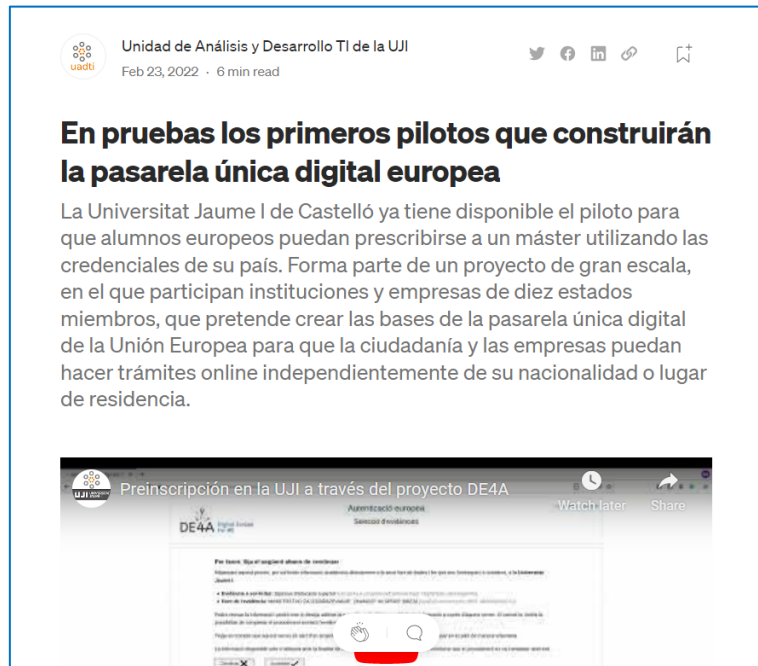 Unidad de Análisis y Desarrollo TI de la UJI
uadti
Feb 23, 2022 · 6 min read
En pruebas los primeros pilotos que construirán
la pasarela única digital europea
La Universitat Jaume I de Castelló ya tiene disponible el piloto para
que alumnos europeos puedan prescribirse a un máster utilizando las
credenciales de su país. Forma parte de un proyecto de gran escala,
en el que participan instituciones y empresas de diez estados
miembros, que pretende crear las bases de la pasarela única digital
de la Unión Europea para que la ciudadanía y las empresas puedan
hacer trámites online independientemente de su nacionalidad o lugar
de residencia.
UJI
Preinscripción en la UJI a través del proyecto DE4A
Watch later
Share
DE4A
Autenticació europea